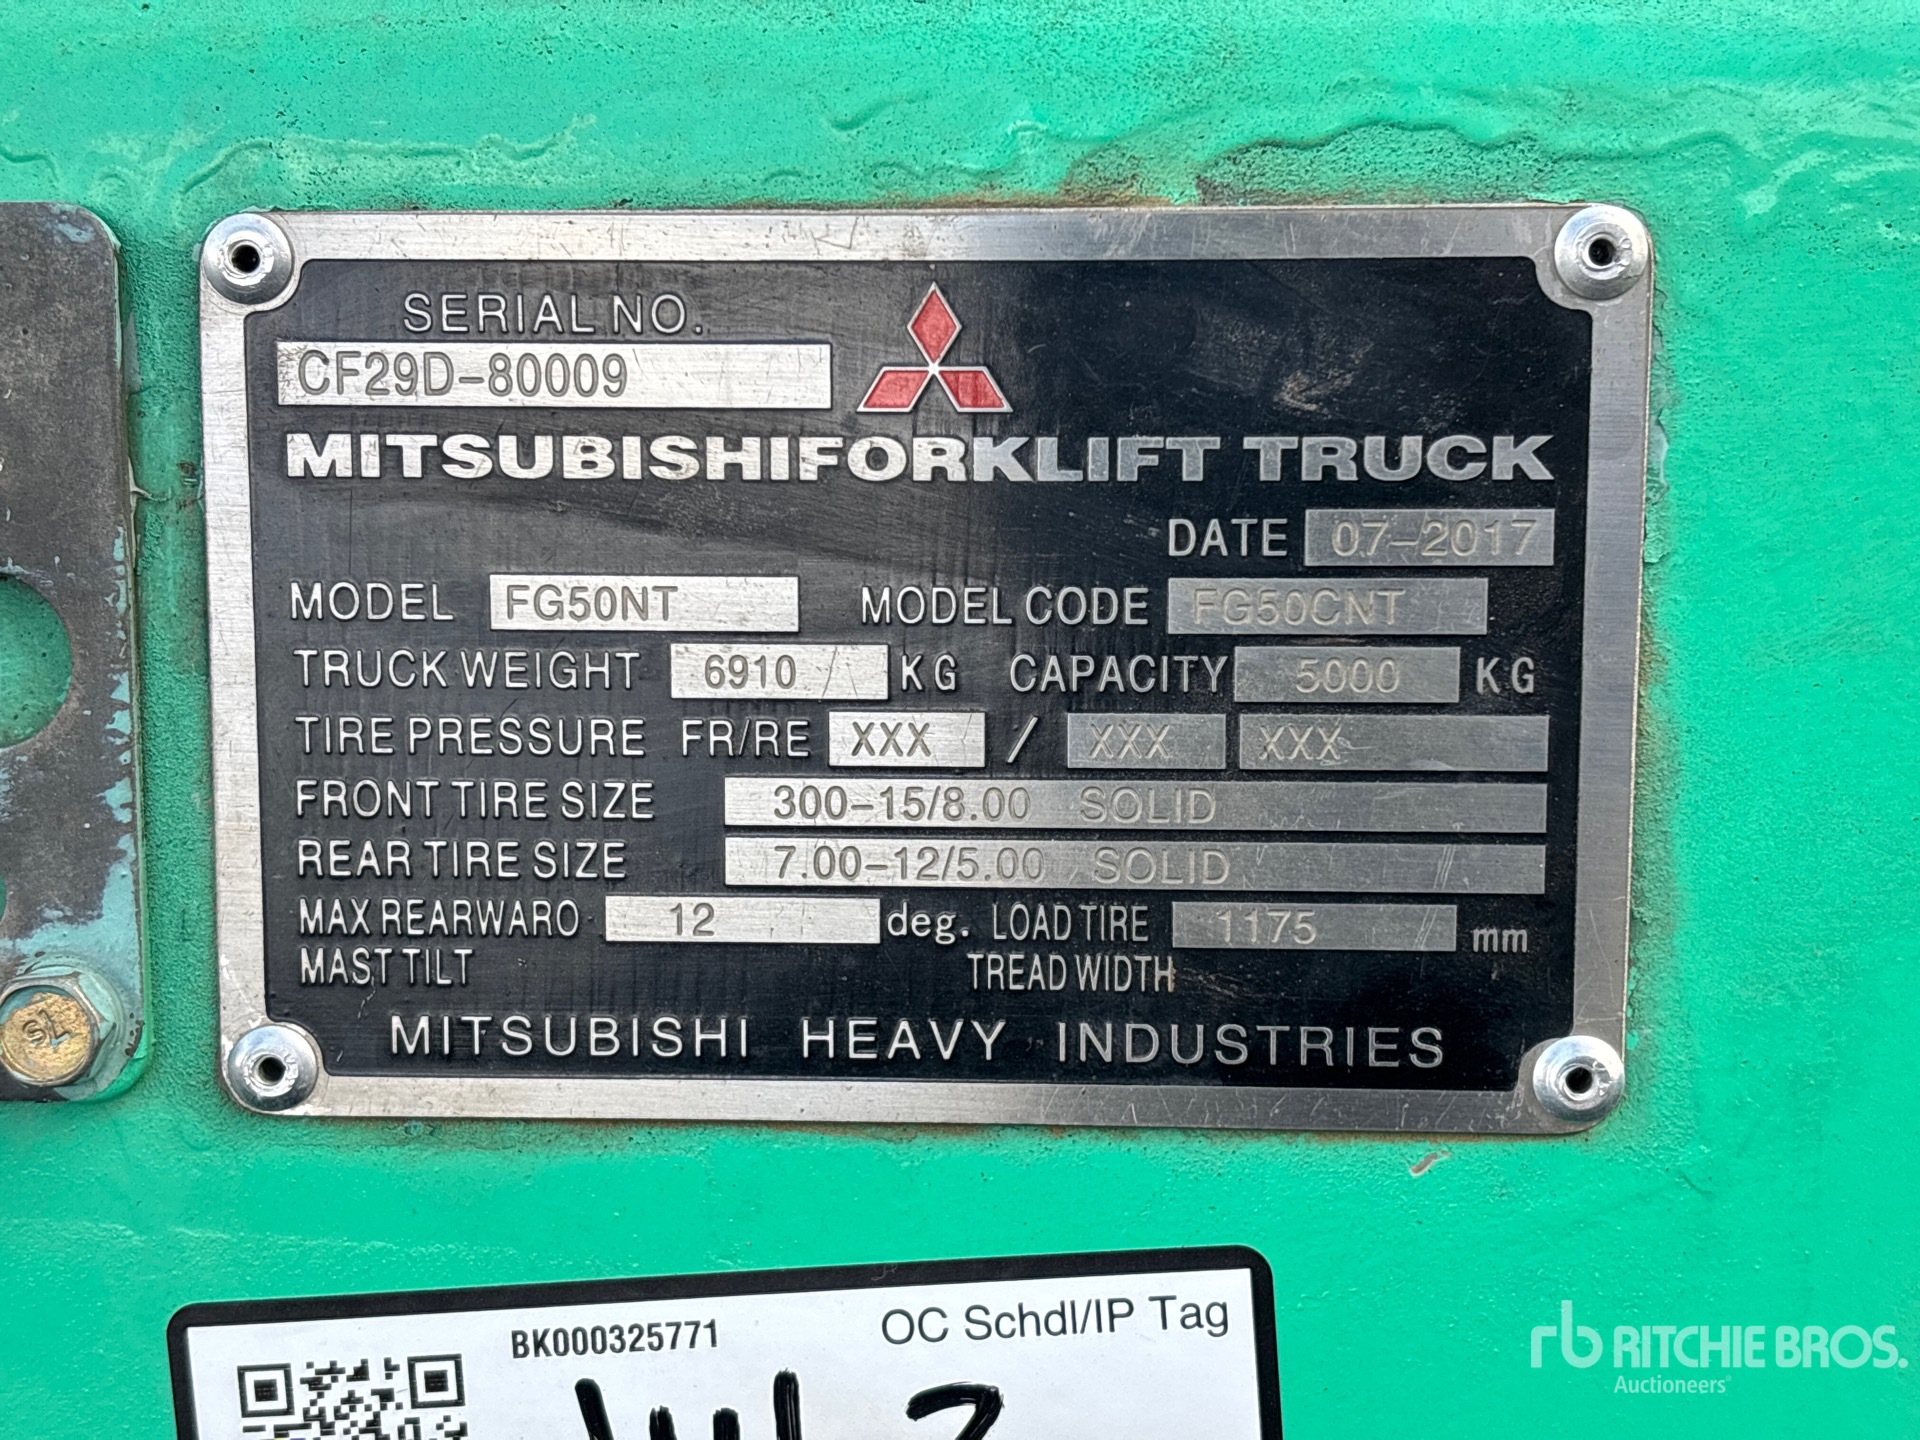 SERIAL NO.
CF29D-80009
MITSUBISHIFORKLIFT TRUCK
DATE 07-2017
MODEL FG50NT MODEL CODE FG50CNT
TRUCK WEIGHT 6910 KG CAPACITY 5000 KG
TIRE PRESSURE FR/RE XXX / XXX XXX
FRONT TIRE SIZE 300-15/8.00 SOLID
REAR TIRE SIZE 7.00-12/5.00 SOLID
MAX REARWARO 12 deg. LOAD TIRE 1175 mm
MAST TILT TREAD WIDTH
MITSUBISHI HEAVY INDUSTRIES
BK000325771 OC Schdl/IP Tag
rb RITCHIE BROS.
Auctioneers